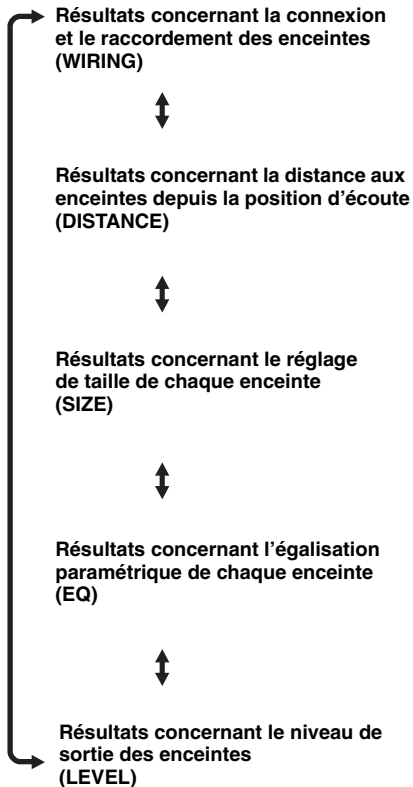 Résultats concernant la connexion
et le raccordement des enceintes
(WIRING)
Résultats concernant la distance aux
enceintes depuis la position d'écoute
(DISTANCE)
Résultats concernant le réglage
de taille de chaque enceinte
(SIZE)
Résultats concernant l'égalisation
paramétrique de chaque enceinte
(EQ)
Résultats concernant le niveau de
sortie des enceintes
(LEVEL)